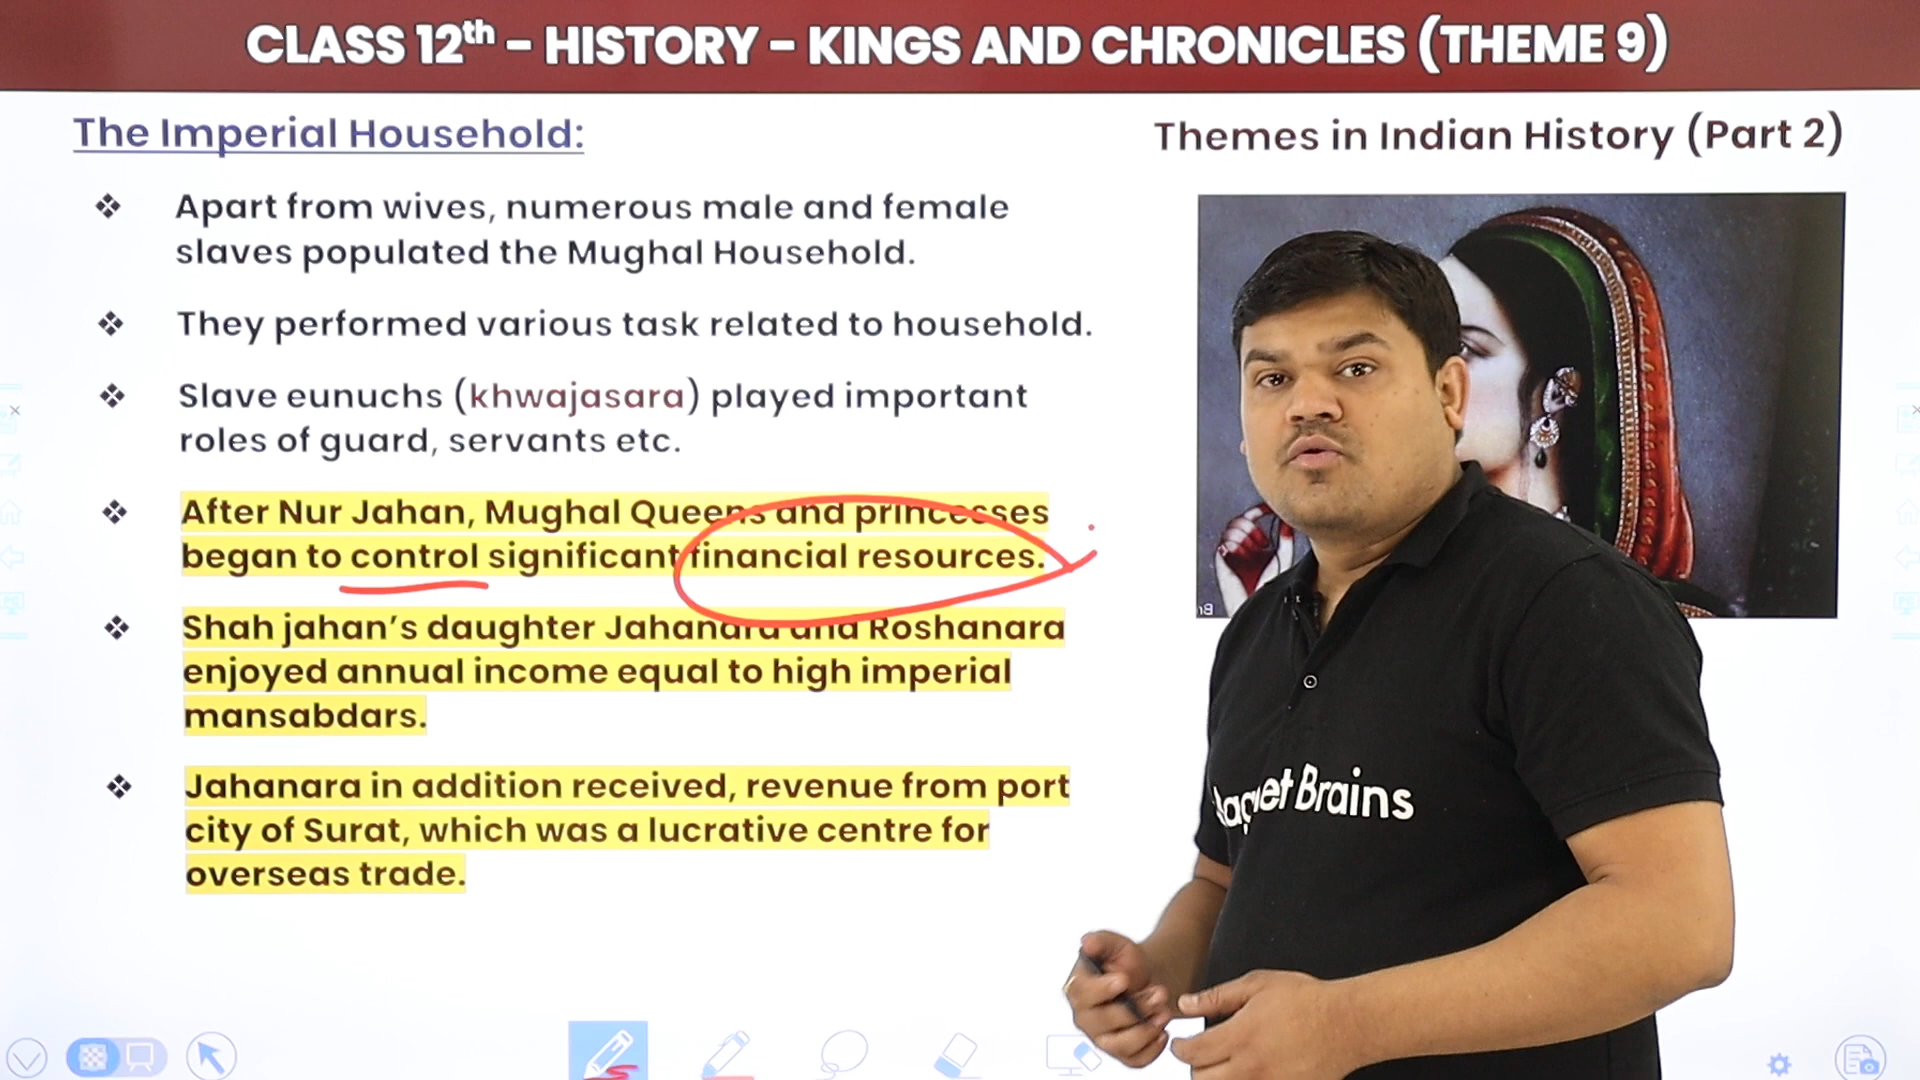 CLASS 12th – HISTORY – KINGS AND CHRONICLES (THEME 9)
The Imperial Household:
Themes in Indian History (Part 2)
❖ Apart from wives, numerous male and female
slaves populated the Mughal Household.
❖ They performed various task related to household.
❖ Slave eunuchs (khwajasara) played important
roles of guard, servants etc.
❖ After Nur Jahan, Mughal Queens and princesses
began to control significant financial resources.
❖ Shah jahan's daughter Jahanara and Roshanara
enjoyed annual income equal to high imperial
mansabdars.
❖ Jahanara in addition received, revenue from port
city of Surat, which was a lucrative centre for
overseas trade.
Brains